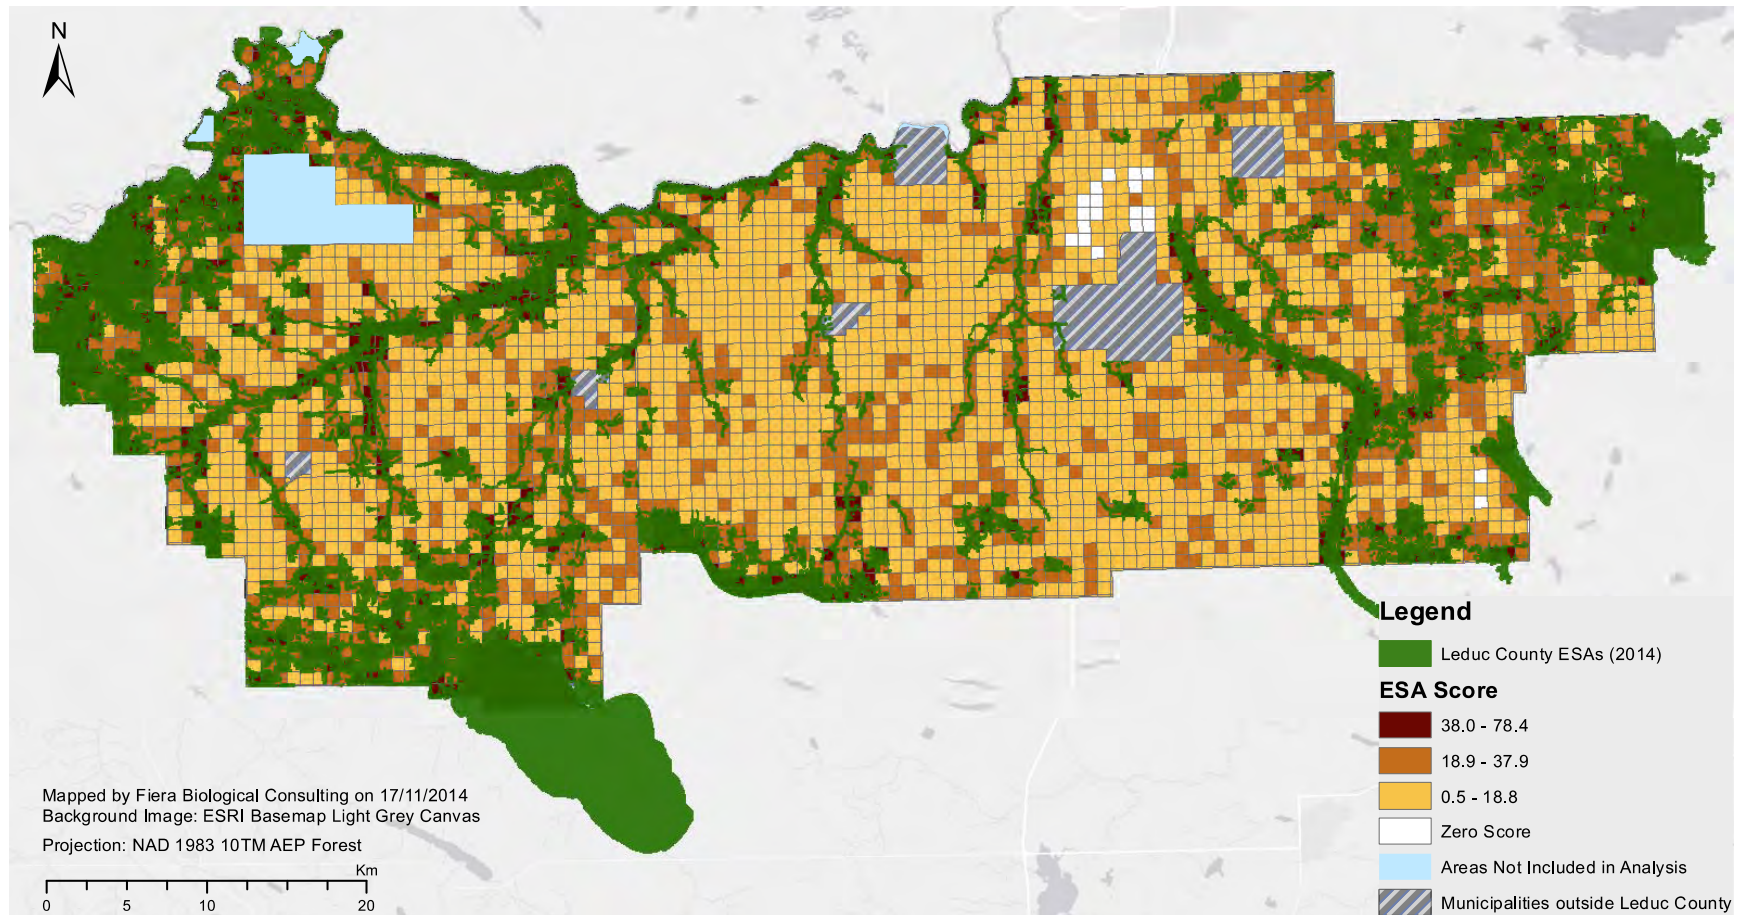 N
Legend
Leduc County ESAs (2014)
ESA Score
38.0 - 78.4
18.9 - 37.9
0.5 - 18.8
Zero Score
Areas Not Included in Analysis
Municipalities outside Leduc County
Mapped by Fiera Biological Consulting on 17/11/2014
Background Image: ESRI Basemap Light Grey Canvas
Projection: NAD 1983 10TM AEP Forest
Km
0 5 10 20